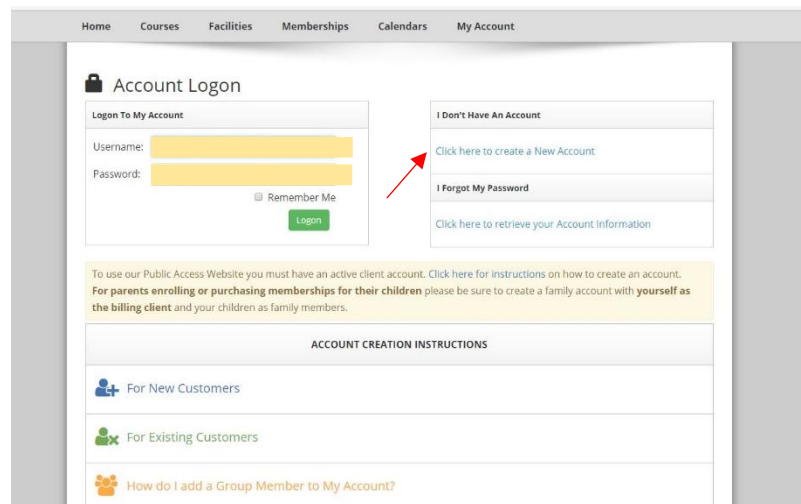 Home Courses Facilities Memberships Calendars My Account
Account Logon
Logon To My Account
Username:
Password:
Remember Me
Logon
I Don't Have An Account
Click here to create a New Account
I Forgot My Password
Click here to retrieve your Account Information
To use our Public Access Website you must have an active client account. Click here for instructions on how to create an account.
For parents enrolling or purchasing memberships for their children please be sure to create a family account with yourself as
the billing client and your children as family members.
ACCOUNT CREATION INSTRUCTIONS
For New Customers
For Existing Customers
How do I add a Group Member to My Account?